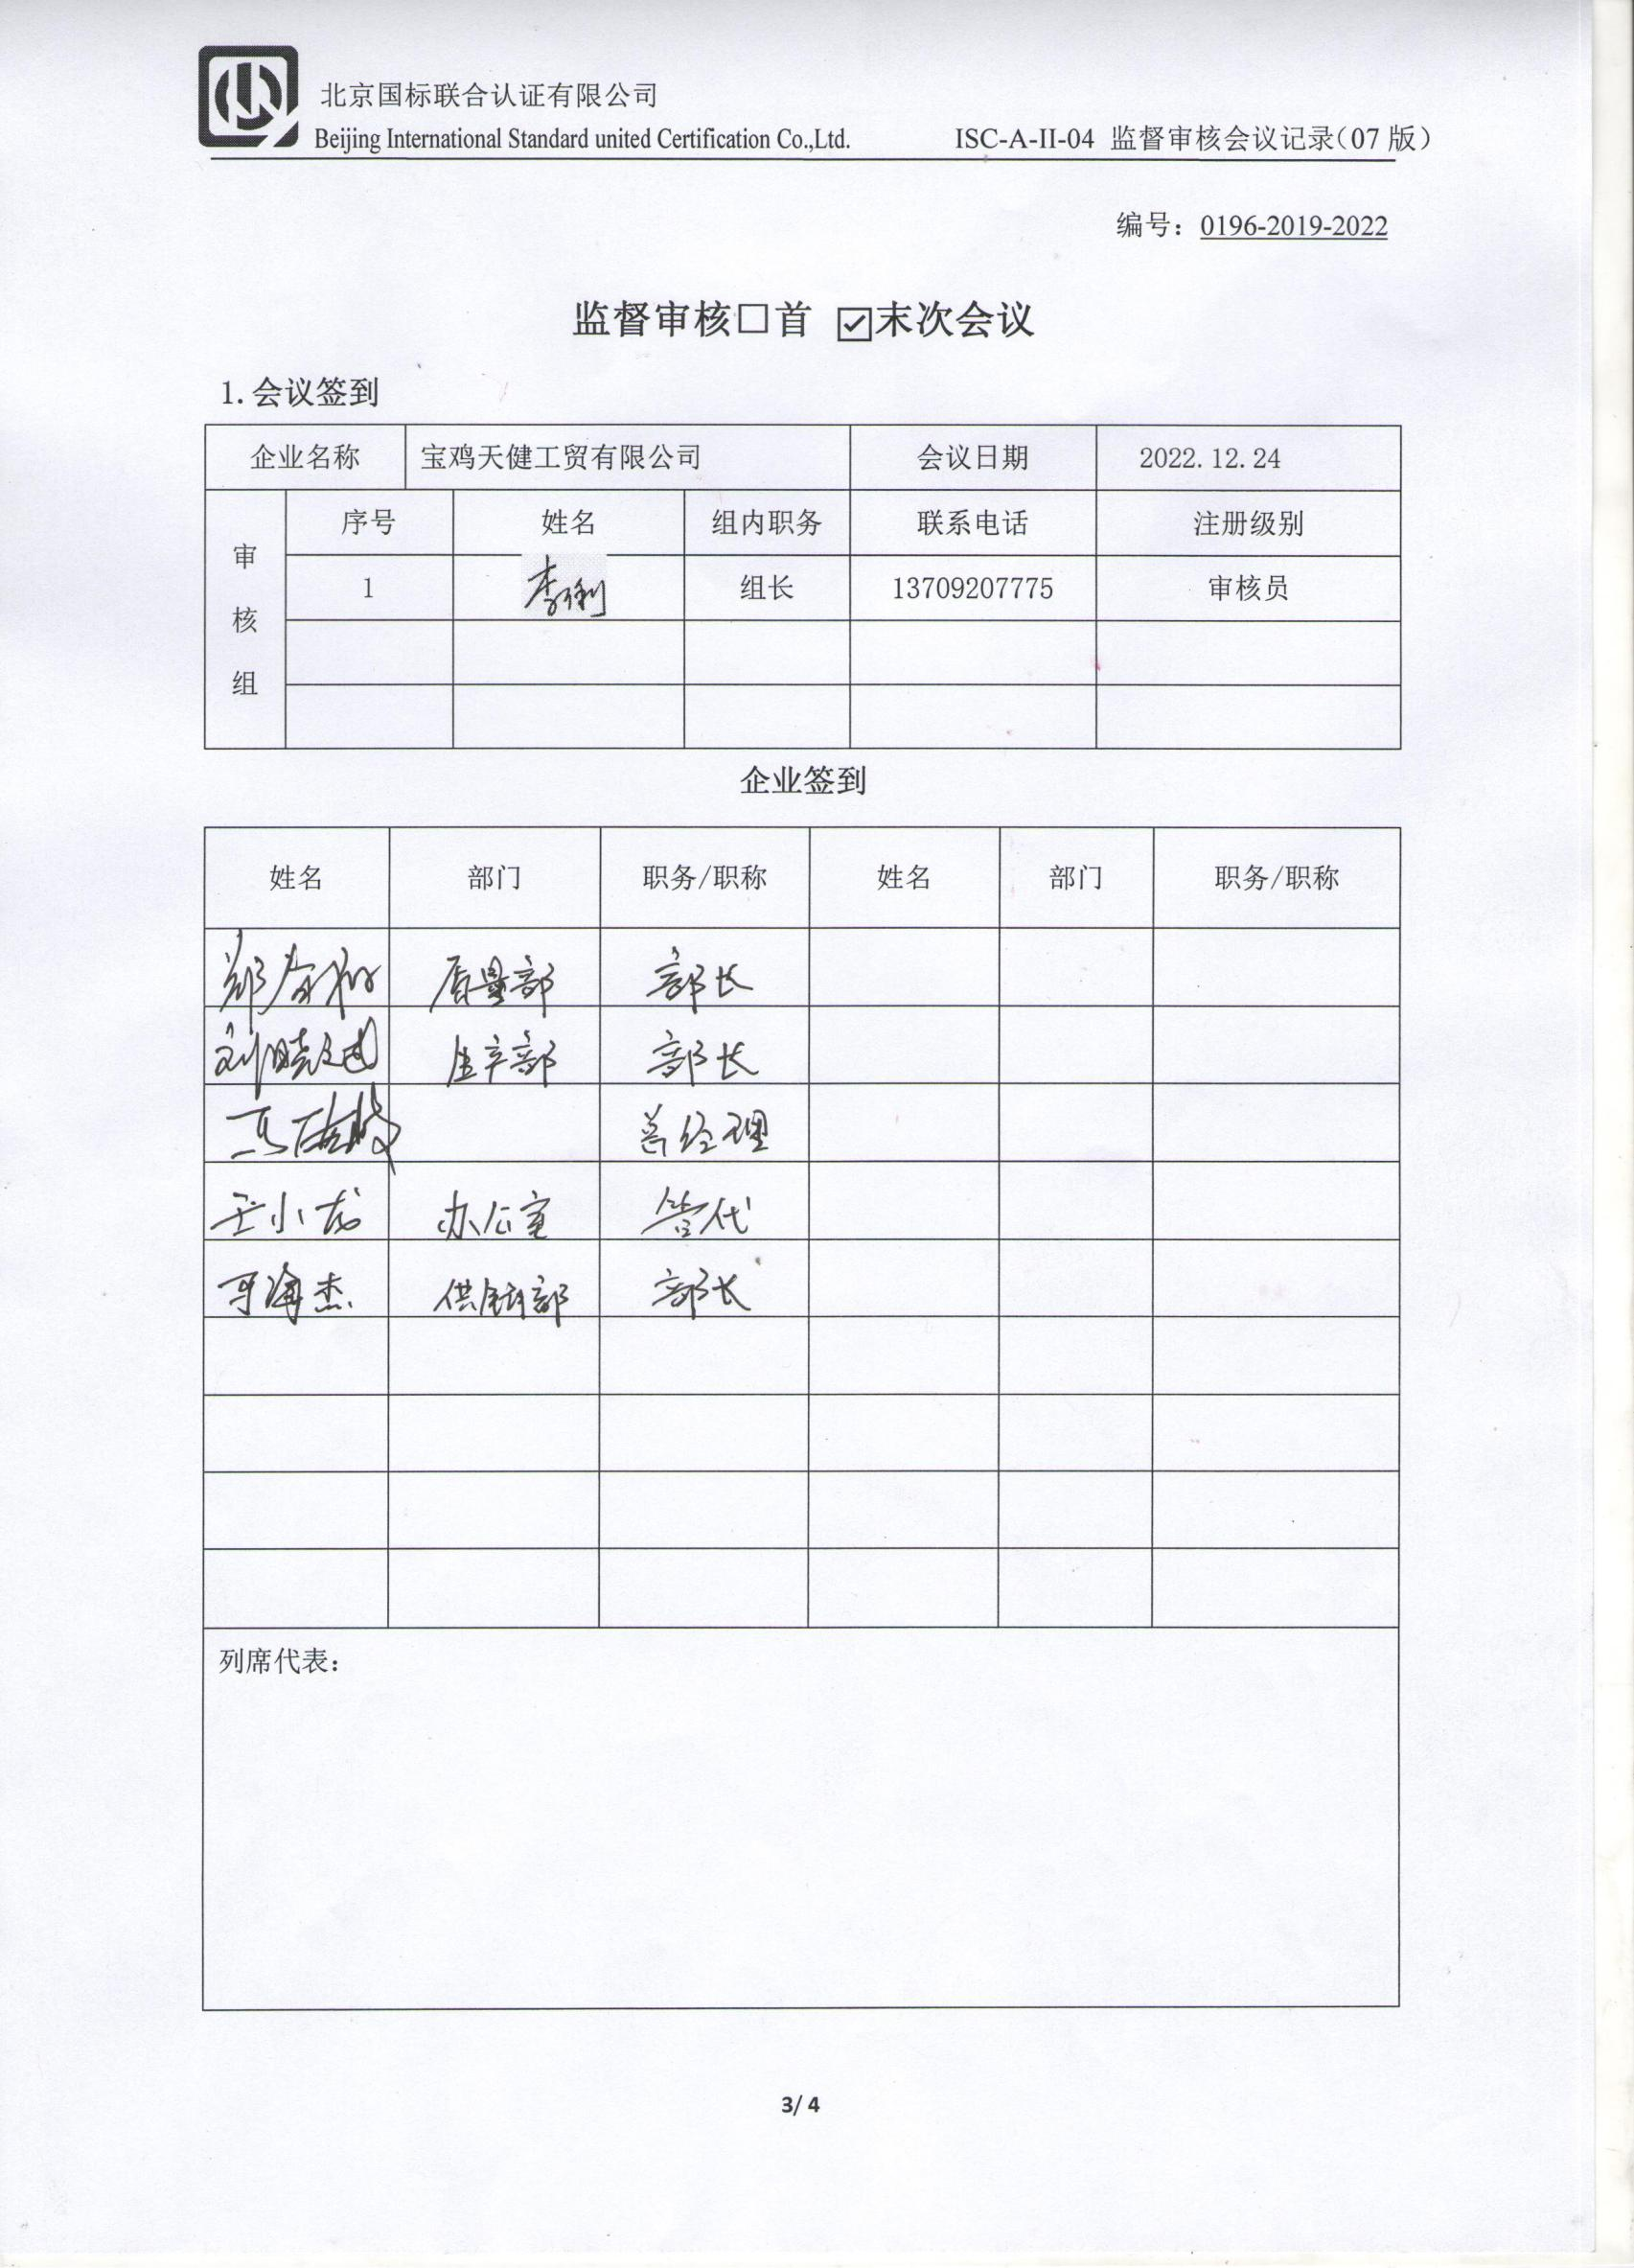 北京国标联合认证有限公司
Beijing International Standard united Certification Co.,Ltd. ISC-A-II-04 监督审核会议记录（07 版）
编号：0196-2019-2022
监督审核□首 ☑末次会议
1.会议签到
企业名称 宝鸡天健工贸有限公司 会议日期 2022.12.24
审核组 序号 姓名 组内职务 联系电话 注册级别
1 李俐 组长 13709207775 审核员
企业签到
姓名 部门 职务/职称 姓名 部门 职务/职称
质量部 部长
生产部 部长
总经理
王小龙 办公室 管代
海杰 供销部 部长
列席代表：
3/ 4